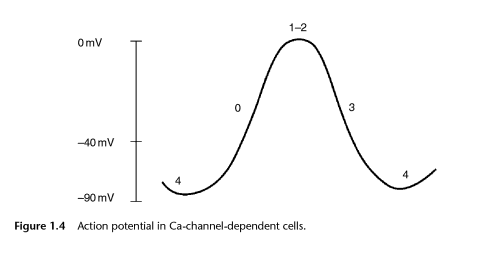 1–2
0 mV
0
3
–40 mV
4
4
–90 mV
Figure 1.4 Action potential in Ca-channel-dependent cells.